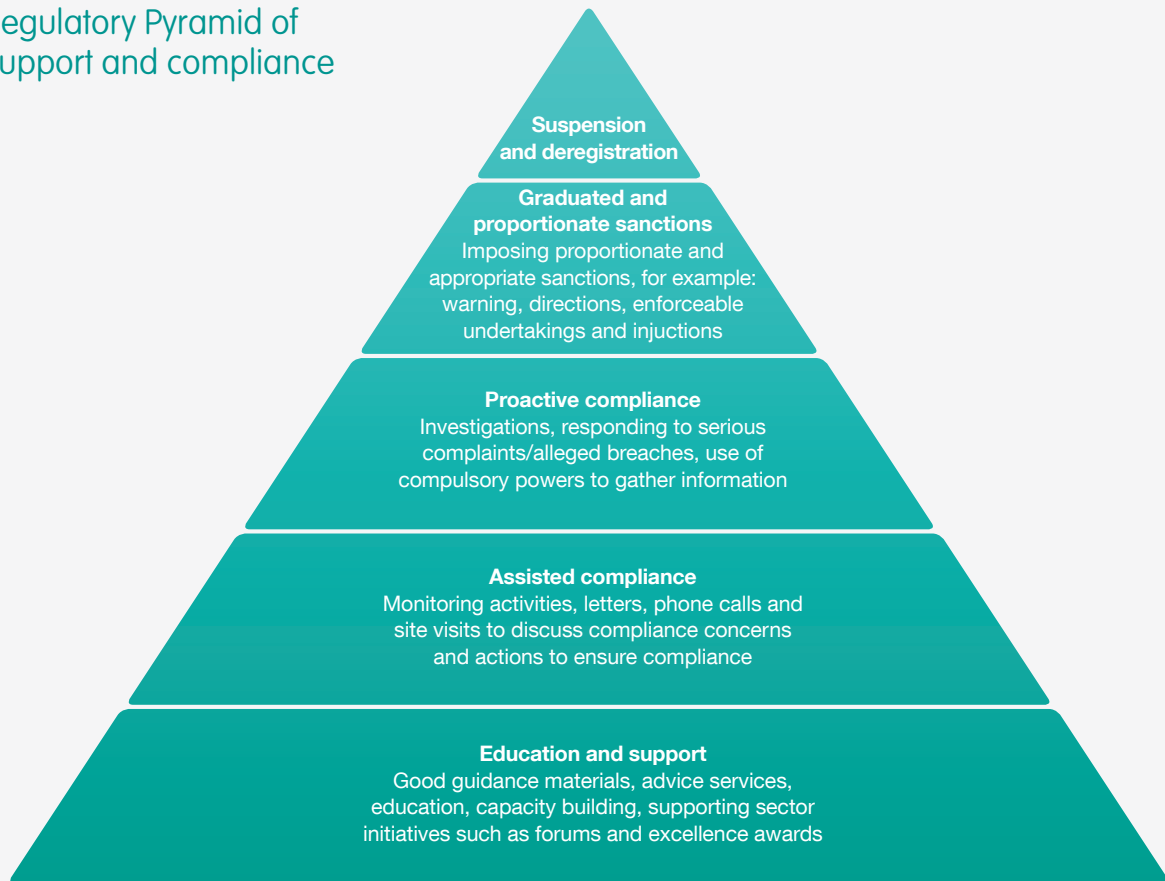 egulatory Pyramid of
upport and compliance
Suspension
and deregistration
Graduated and
proportionate sanctions
Imposing proportionate and
appropriate sanctions, for example:
warning, directions, enforceable
undertakings and injuctions
Proactive compliance
Investigations, responding to serious
complaints/alleged breaches, use of
compulsory powers to gather information
Assisted compliance
Monitoring activities, letters, phone calls and
site visits to discuss compliance concerns
and actions to ensure compliance
Education and support
Good guidance materials, advice services,
education, capacity building, supporting sector
initiatives such as forums and excellence awards